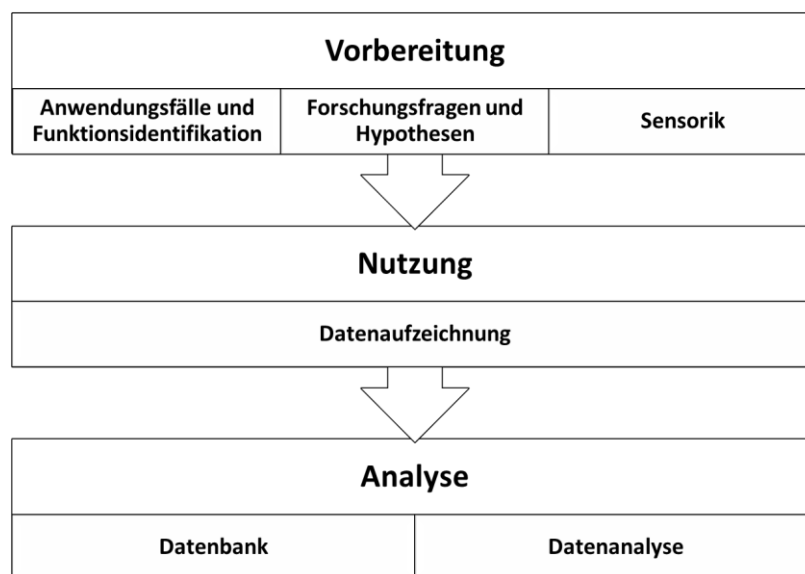 Vorbereitung
Anwendungsfälle und
Funktionsidentifikation
Forschungsfragen und
Hypothesen
Sensorik
Nutzung
Datenaufzeichnung
Analyse
Datenbank
Datenanalyse